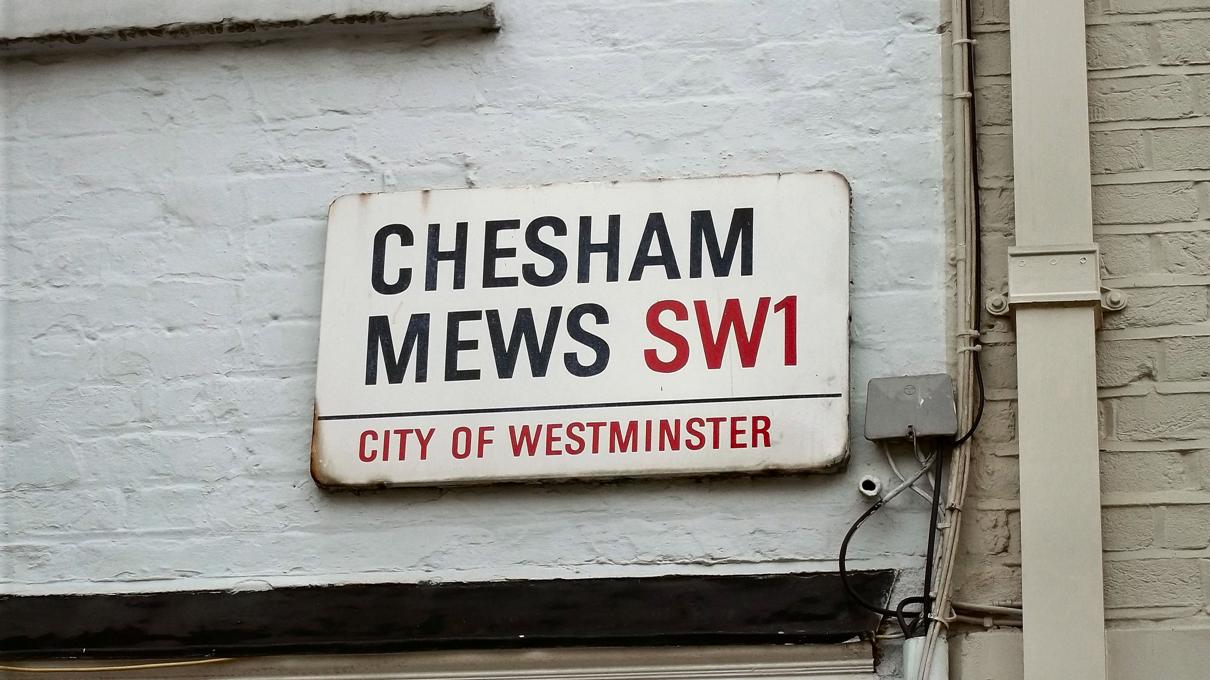 CHESHAM
MEWS SW1
CITY OF WESTMINSTER